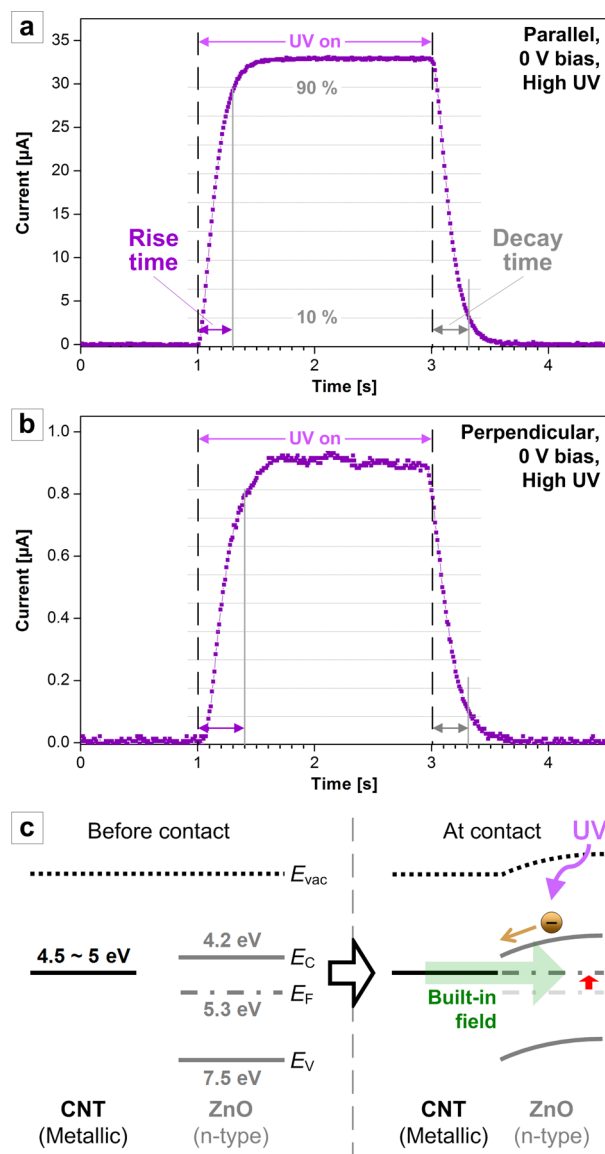 a
Parallel,
0 V bias,
High UV
UV on
90 %
Rise
time
Decay
time
10 %
35
30
25
20
15
10
5
0
Current [µA]
0 1 2 3 4
Time [s]
b
Perpendicular,
0 V bias,
High UV
UV on
1.0
0.8
0.6
0.4
0.2
0.0
Current [µA]
0 1 2 3 4
Time [s]
c
Before contact
At contact
UV
Evac
4.5 ~ 5 eV
4.2 eV
EC
EF
5.3 eV
EV
7.5 eV
−
Built-in
field
CNT
(Metallic)
ZnO
(n-type)
CNT
(Metallic)
ZnO
(n-type)